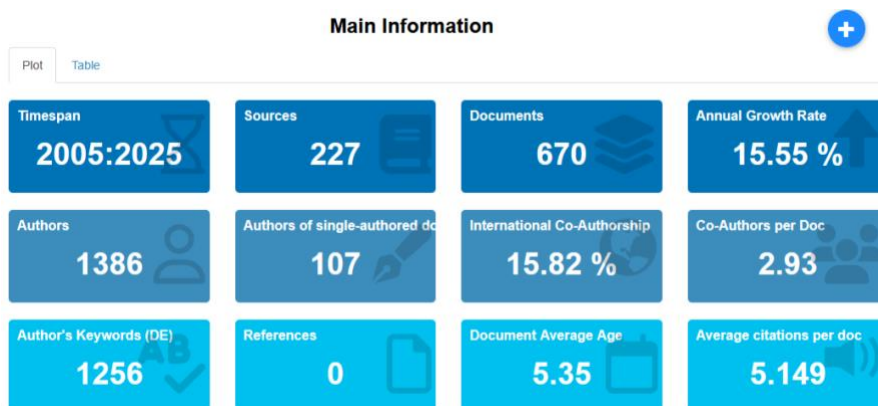 Main Information
Plot Table
Timespan
2005:2025
Sources
227
Documents
670
Annual Growth Rate
15.55 %
Authors
1386
Authors of single-authored do
107
International Co-Authorship
15.82 %
Co-Authors per Doc
2.93
Author's Keywords (DE)
AB
1256
References
0
Document Average Age
5.35
Average citations per doc
5.149